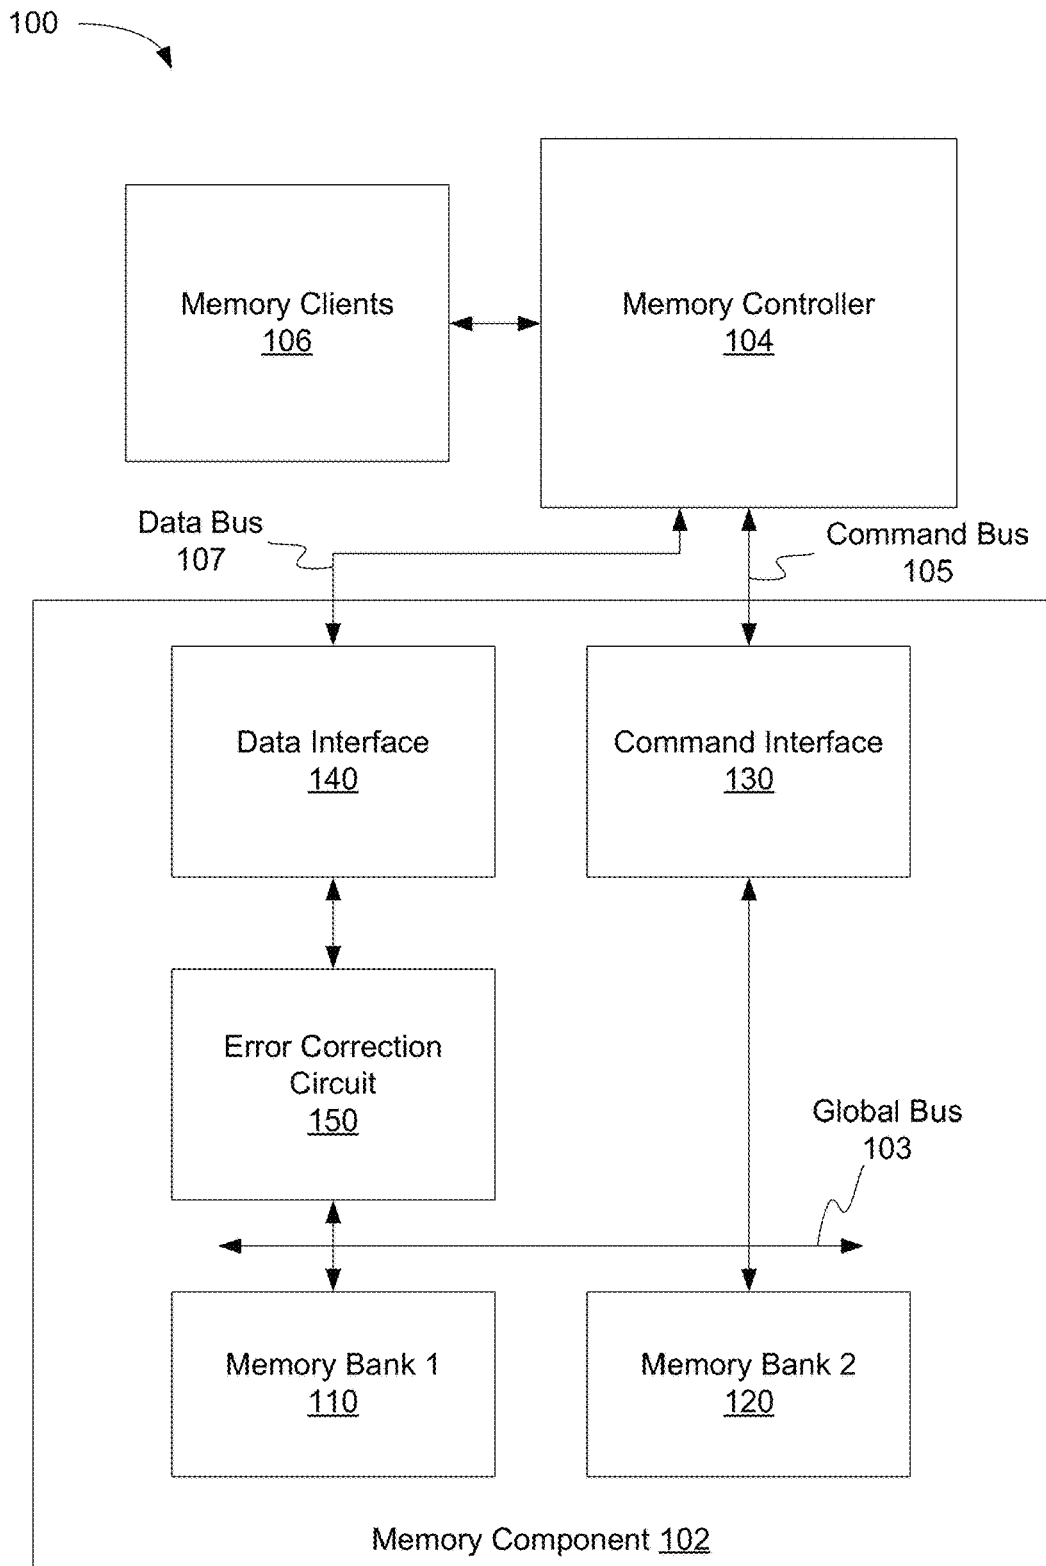 100
Memory Clients
106
Memory Controller
104
Data Bus
107
Command Bus
105
Data Interface
140
Command Interface
130
Error Correction
Circuit
150
Global Bus
103
Memory Bank 1
110
Memory Bank 2
120
Memory Component 102